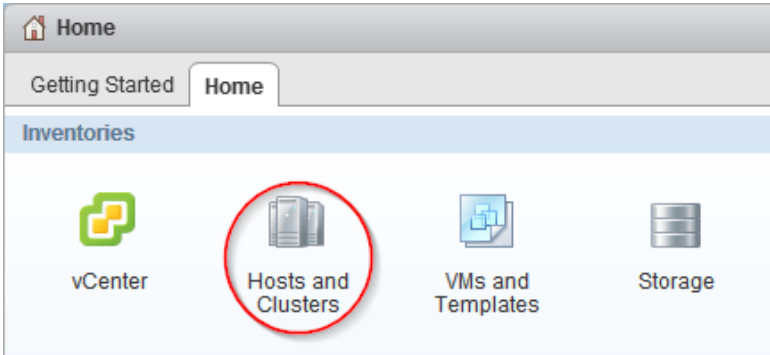 Home
Getting Started Home
Inventories
vCenter
Hosts and
Clusters
VMs and
Templates
Storage